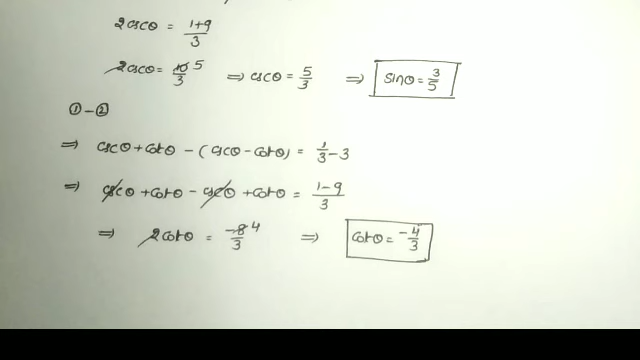 2cscθ = 1+9/3
2cscθ = 10/3 5 ⇒ cscθ = 5/3 ⇒ sinθ = 3/5
① - ②
⇒ cscθ + cotθ - (cscθ - cotθ) = 1/3 - 3
⇒ cscθ + cotθ - cscθ + cotθ = 1-9/3
⇒ 2cotθ = -8/3 4 ⇒ cotθ = -4/3